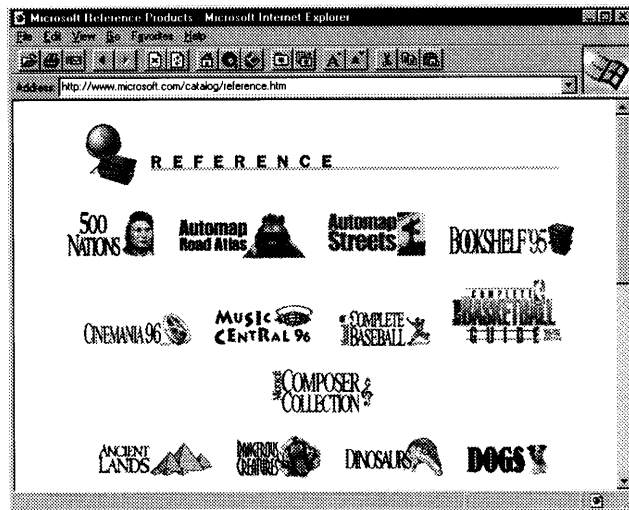 Microsoft Reference Products - Microsoft Internet Explorer
File Edit View Go Favorites Help
Address: http://www.microsoft.com/catalog/reference.htm
REFERENCE
500 NATIONS
Automap Road Atlas
Automap Streets
BOOKSHELF '95
CINEMANIA 96
MUSIC CENTRAL 96
COMPLETE BASEBALL
COMPLETE BASKETBALL GUIDE
Microsoft COMPOSER COLLECTION
ANCIENT LANDS
DANGEROUS CREATURES
DINOSAURS
DOGS